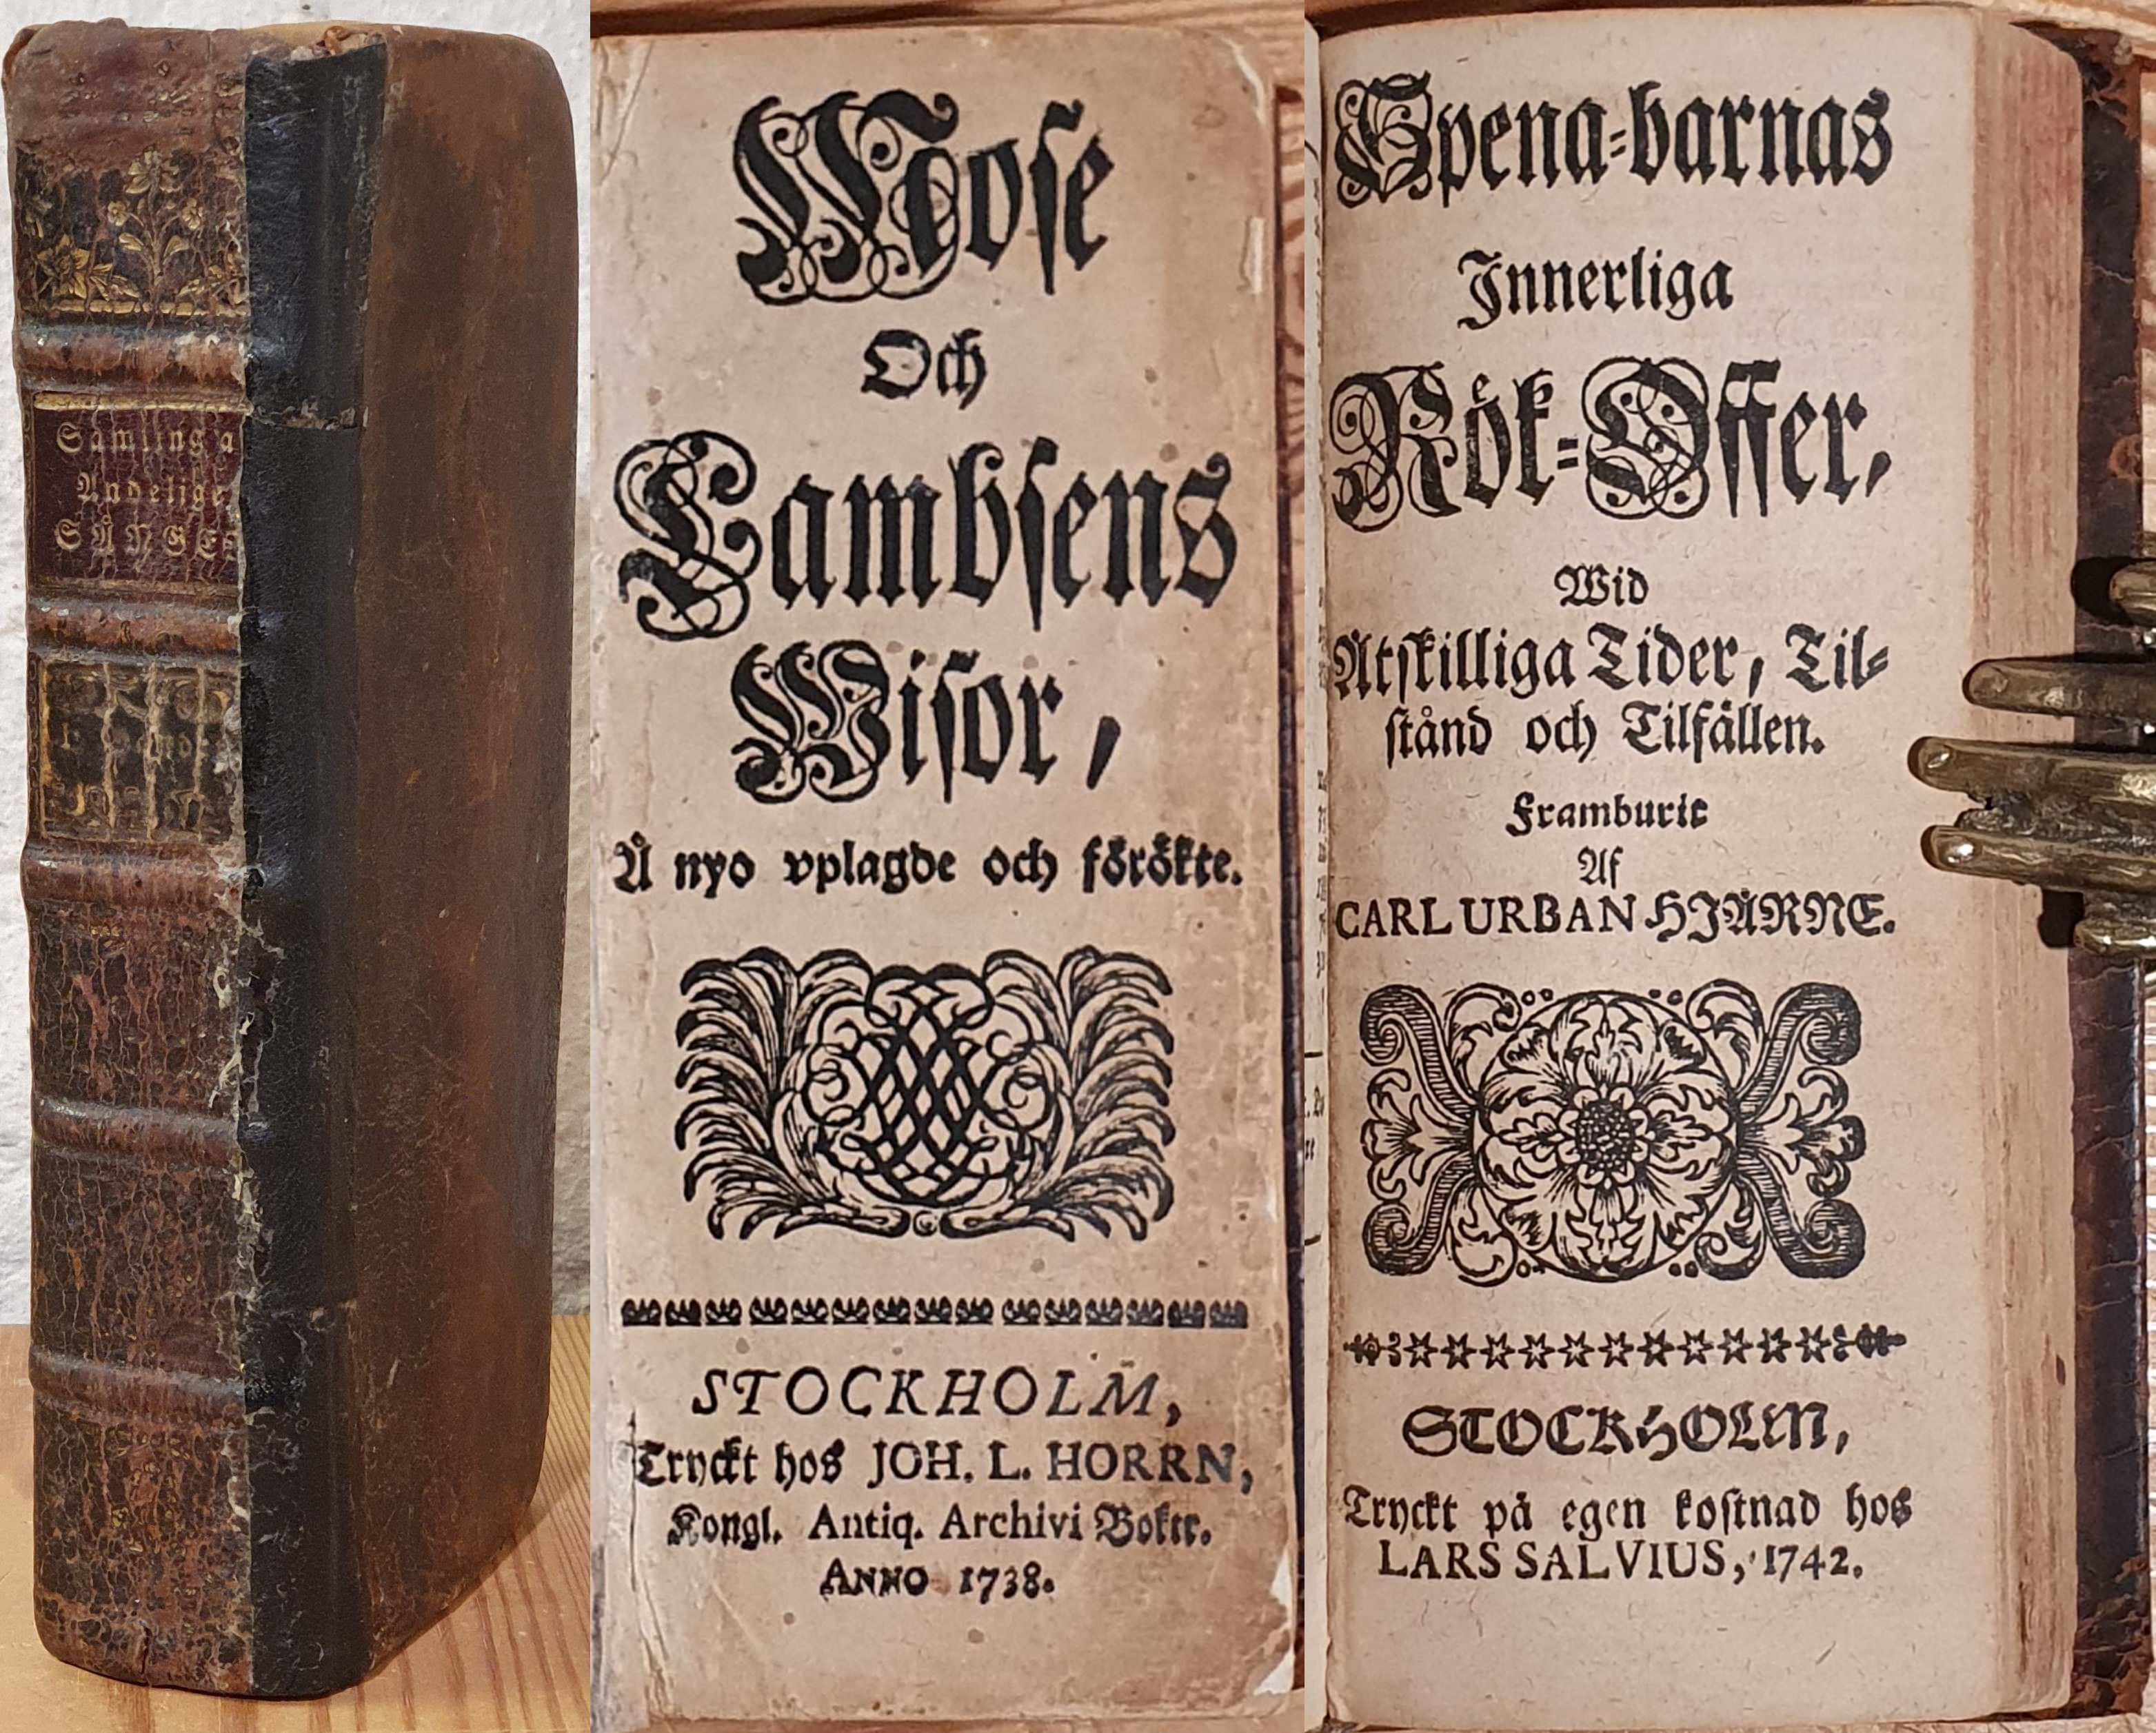 Samling a
Andelige
SÅNGER
Mose
Och
Lambsens
Wisor,
Å nyo vplagde och förökte.
STOCKHOLM,
Tryckt hos JOH. L. HORRN,
Kongl. Antiq. Archivi Boktr.
ANNO 1738.
Spena-barnas
Innerliga
Rök-Offer,
Wid
Åtskilliga Tider, Til-
stånd och Tilfällen.
Framburit
Af
CARL URBAN HJÄRNE.
STOCKHOLM,
Tryckt på egen kostnad hos
LARS SALVIUS, 1742.